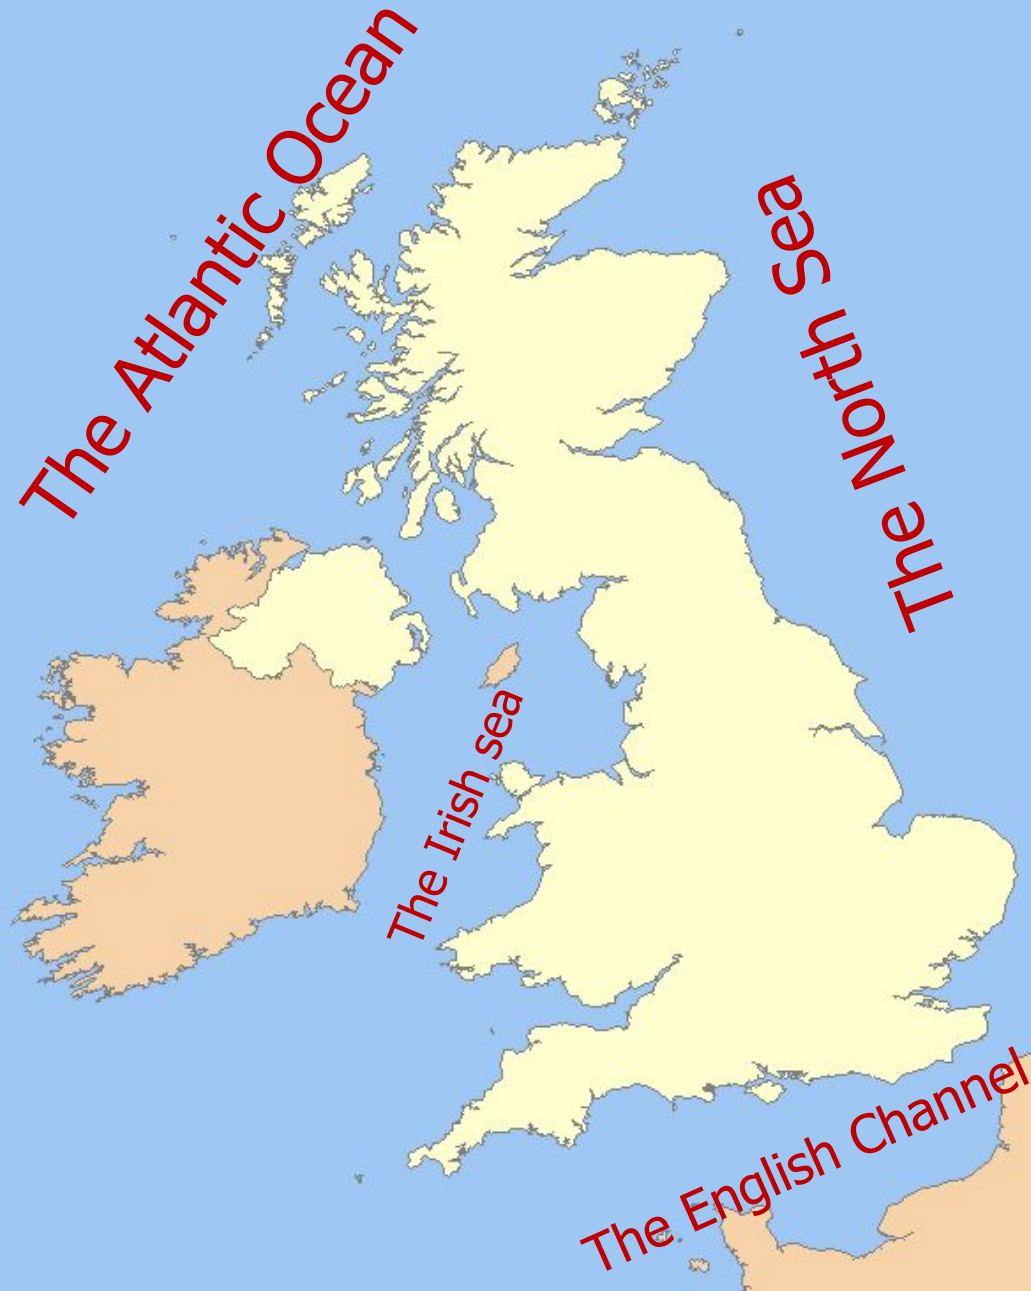 The Atlantic Ocean
The North Sea
The Irish sea
The English Channel